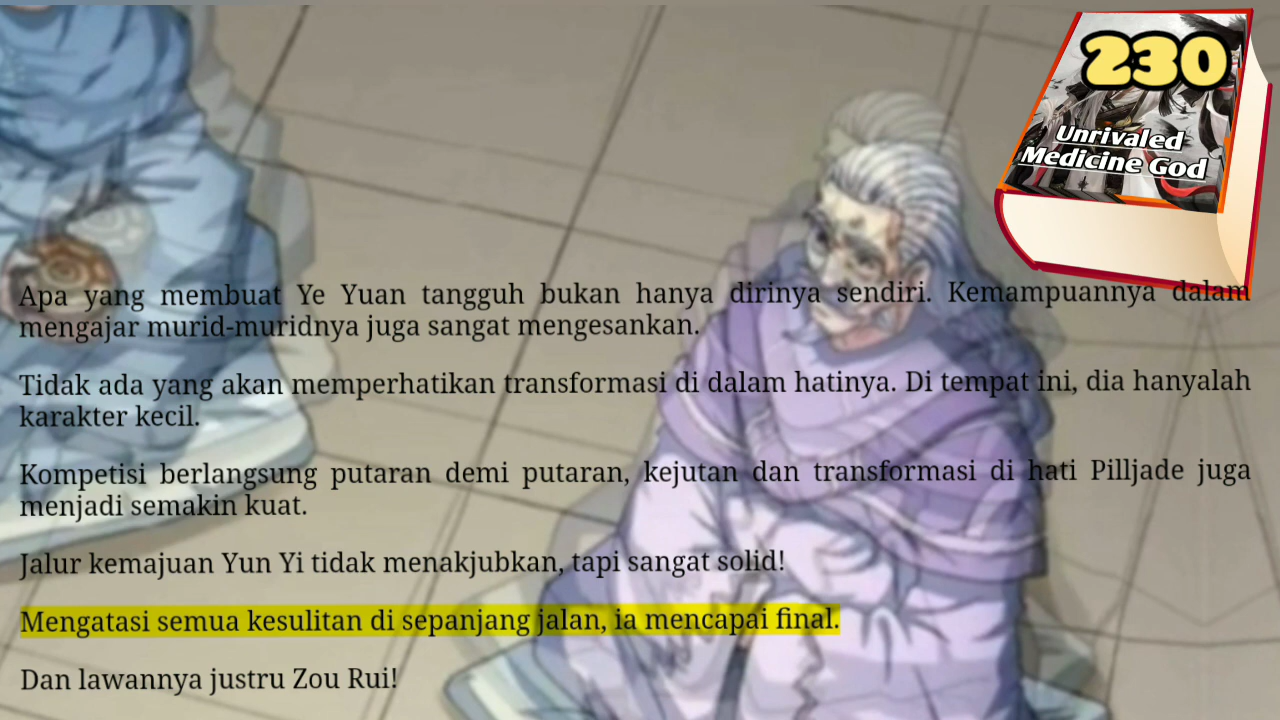 230
Unrivaled
Medicine God
Apa yang membuat Ye Yuan tangguh bukan hanya dirinya sendiri. Kemampuannya dalam
mengajar murid-muridnya juga sangat mengesankan.
Tidak ada yang akan memperhatikan transformasi di dalam hatinya. Di tempat ini, dia hanyalah
karakter kecil.
Kompetisi berlangsung putaran demi putaran, kejutan dan transformasi di hati Pilljade juga
menjadi semakin kuat.
Jalur kemajuan Yun Yi tidak menakjubkan, tapi sangat solid!
Mengatasi semua kesulitan di sepanjang jalan, ia mencapai final.
Dan lawannya justru Zou Rui!